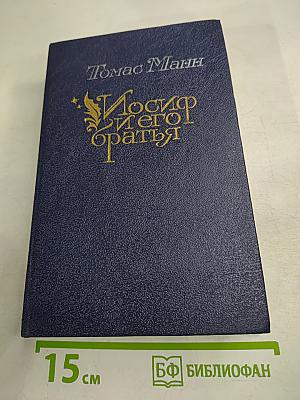 Томас Манн
Иосиф
и его
братья
15 см
БФ БИБЛИОФАН